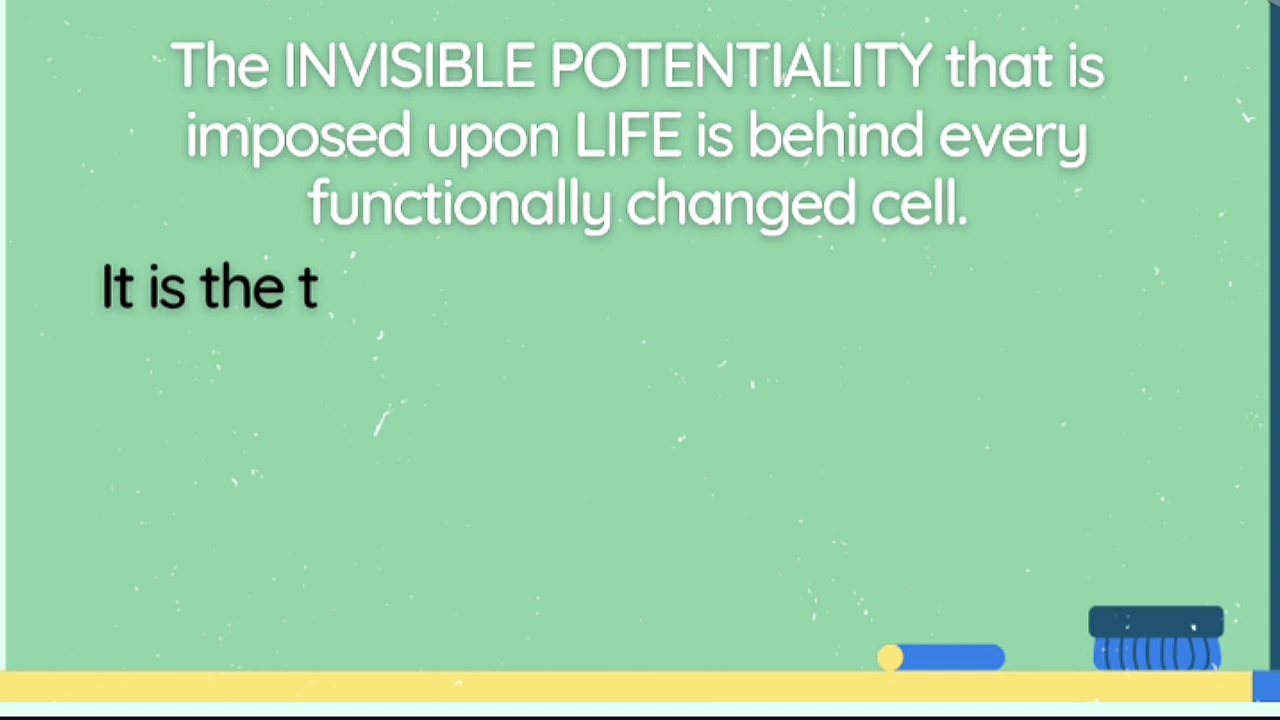 The INVISIBLE POTENTIALITY that is
imposed upon LIFE is behind every
functionally changed cell.
It is the t